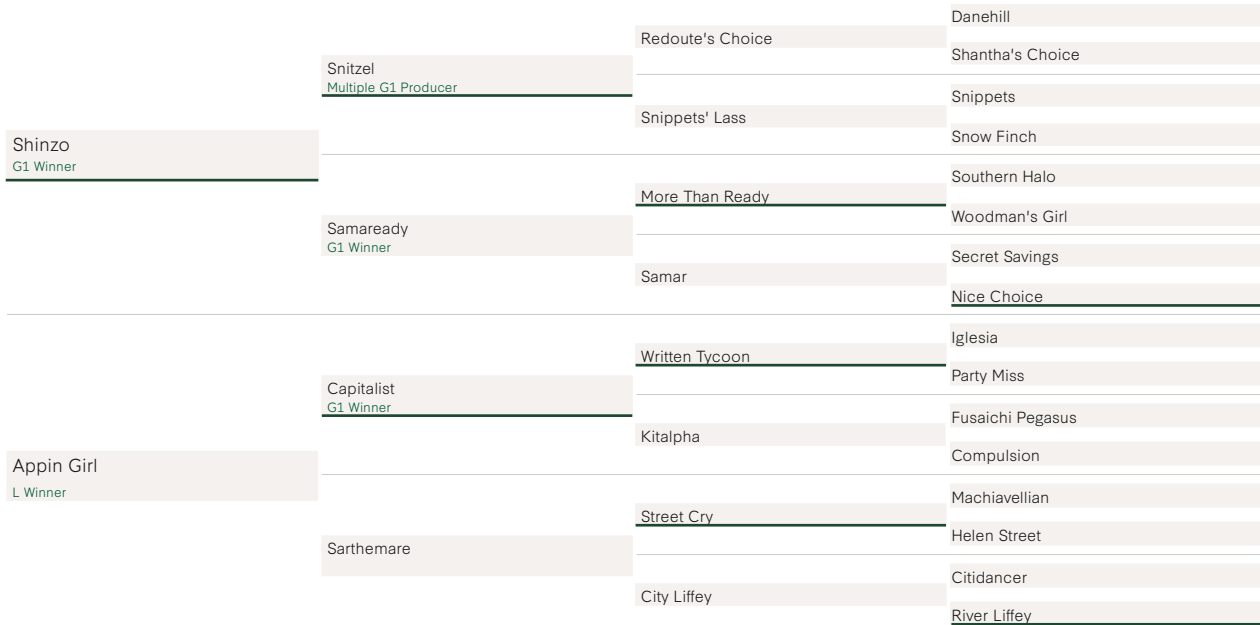 Shinzo
G1 Winner
Appin Girl
L Winner
Snitzel
Multiple G1 Producer
Samaready
G1 Winner
Capitalist
G1 Winner
Sarthemare
Redoute's Choice
Snippets' Lass
More Than Ready
Samar
Written Tycoon
Kitalpha
Street Cry
City Liffey
Danehill
Shantha's Choice
Snippets
Snow Finch
Southern Halo
Woodman's Girl
Secret Savings
Nice Choice
Iglesia
Party Miss
Fusaichi Pegasus
Compulsion
Machiavellian
Helen Street
Citidancer
River Liffey